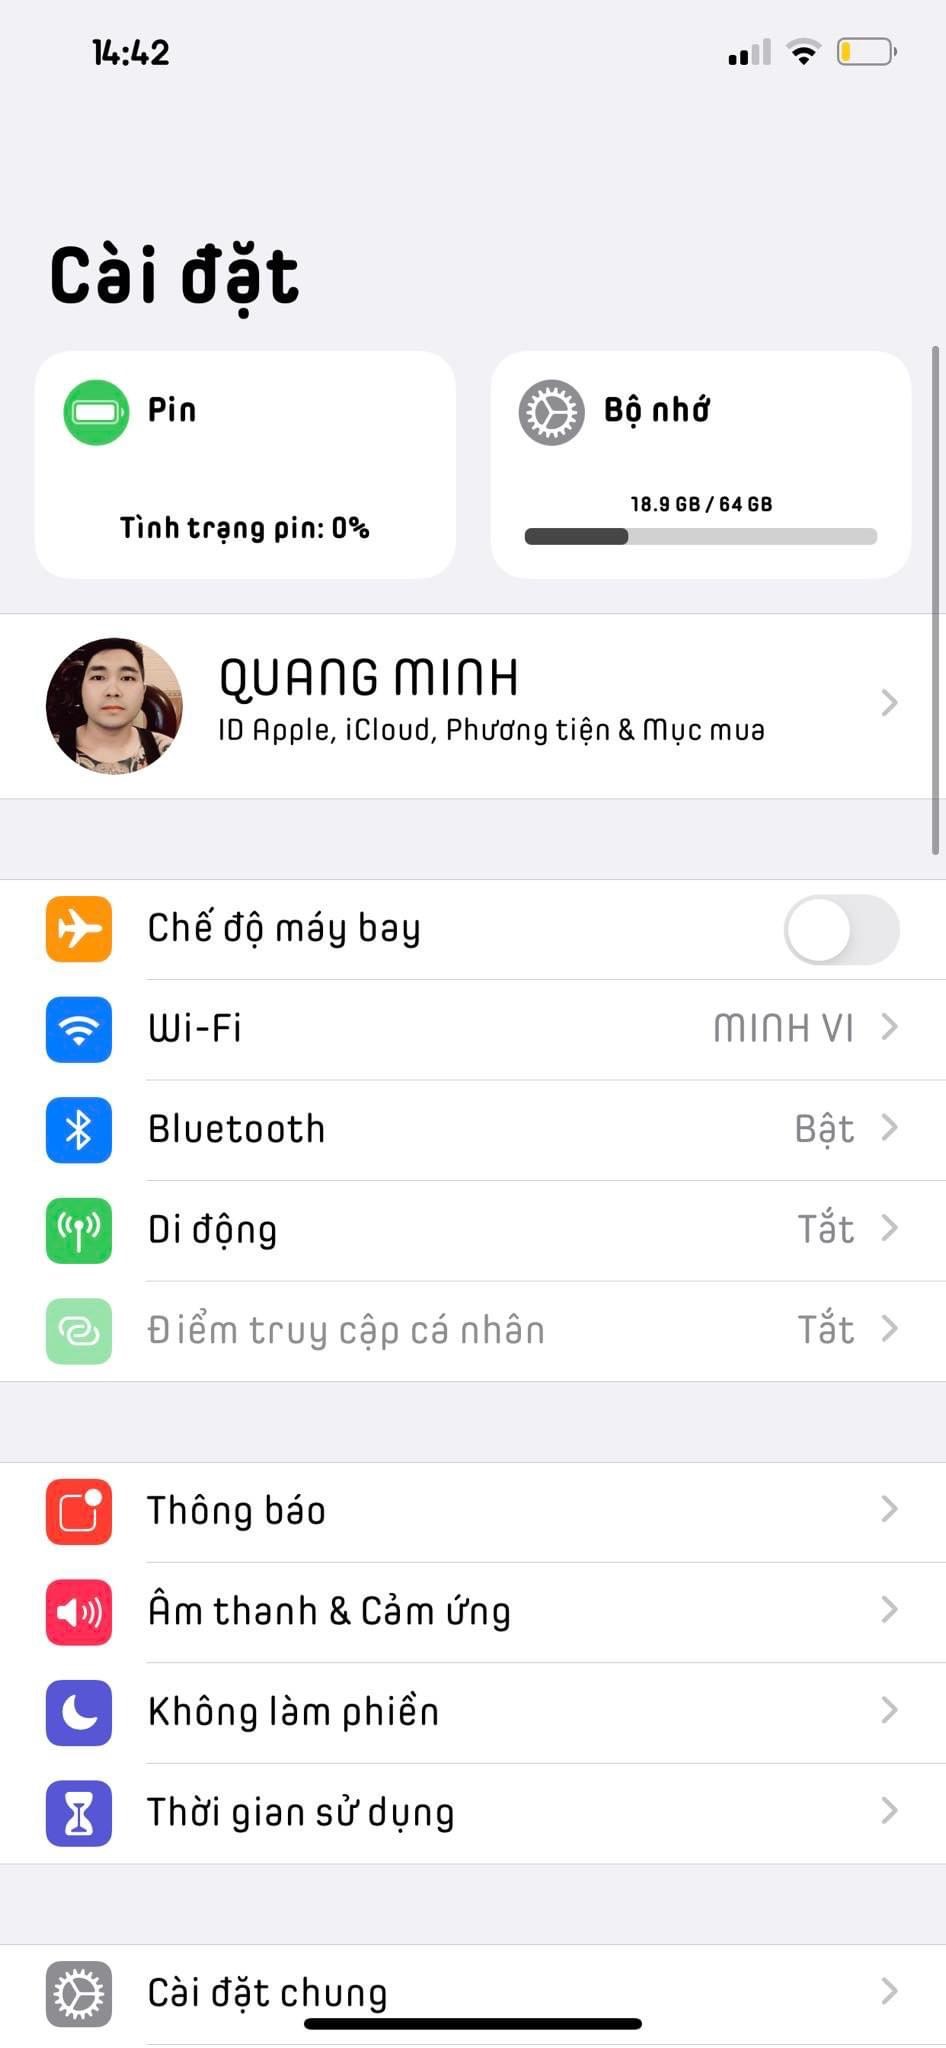 14:42
Cài đặt
Pin
Tình trạng pin: 0%
Bộ nhớ
18.9 GB / 64 GB
QUANG MINH
ID Apple, iCloud, Phương tiện & Mục mua
Chế độ máy bay
Wi-Fi MINH VI
Bluetooth Bật
Di động Tắt
Điểm truy cập cá nhân Tắt
Thông báo
Âm thanh & Cảm ứng
Không làm phiền
Thời gian sử dụng
Cài đặt chung